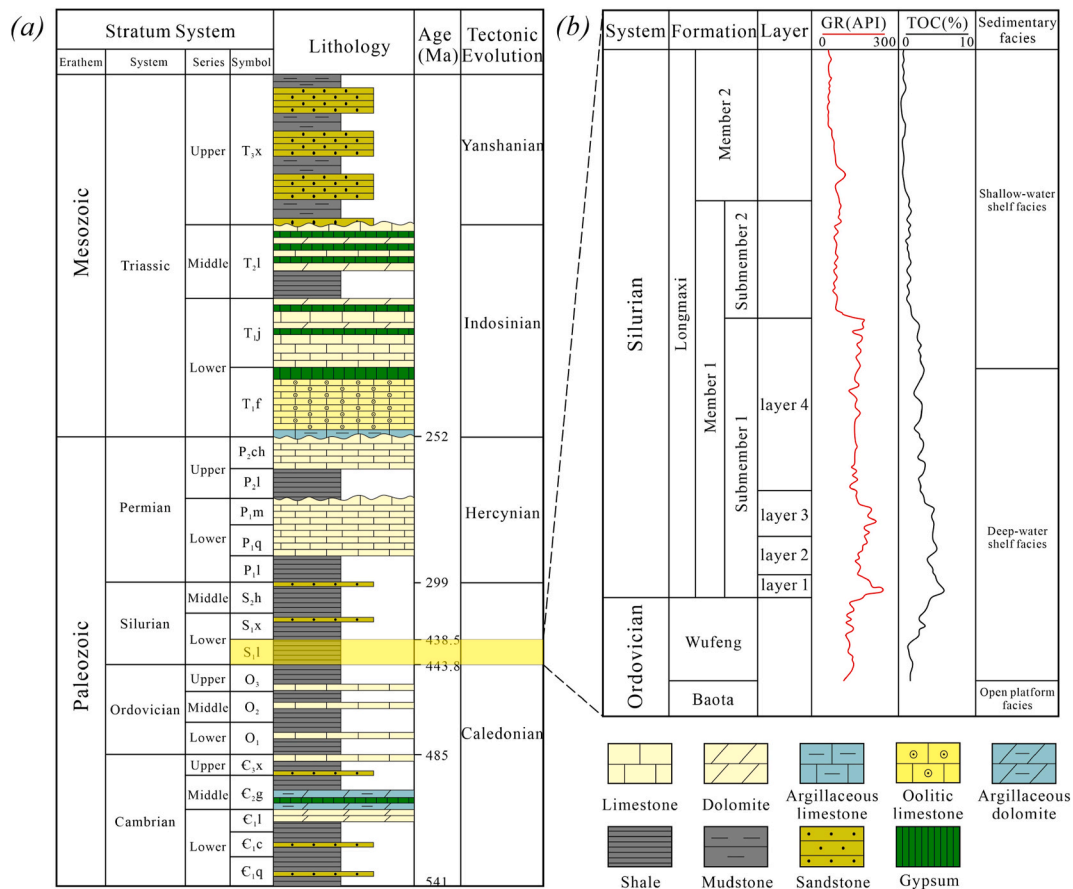 (a)
Stratum System
Lithology
Age
(Ma)
Tectonic
Evolution
Erathem
System
Series
Symbol
Mesozoic
Triassic
Upper
T₃x
Yanshanian
Middle
T₂l
Indosinian
Lower
T₁j
T₁f
252
Paleozoic
Permian
Upper
P₂ch
P₂l
Hercynian
Lower
P₁m
P₁q
P₁l
299
Silurian
Middle
S₂h
Lower
S₁x
438.5
S₁l
443.8
Ordovician
Upper
O₃
Middle
O₂
Lower
O₁
Caledonian
485
Cambrian
Upper
Є₃x
Middle
Є₂g
Lower
Є₁l
Є₁c
Є₁q
541
(b)
System
Formation
Layer
GR(API)
0 300
TOC(%)
0 10
Sedimentary
facies
Silurian
Longmaxi
Member 2
Member 1
Submember 2
Submember 1
layer 4
layer 3
layer 2
layer 1
Shallow-water
shelf facies
Deep-water
shelf facies
Ordovician
Wufeng
Baota
Open platform
facies
Limestone
Dolomite
Argillaceous
limestone
Oolitic
limestone
Argillaceous
dolomite
Shale
Mudstone
Sandstone
Gypsum